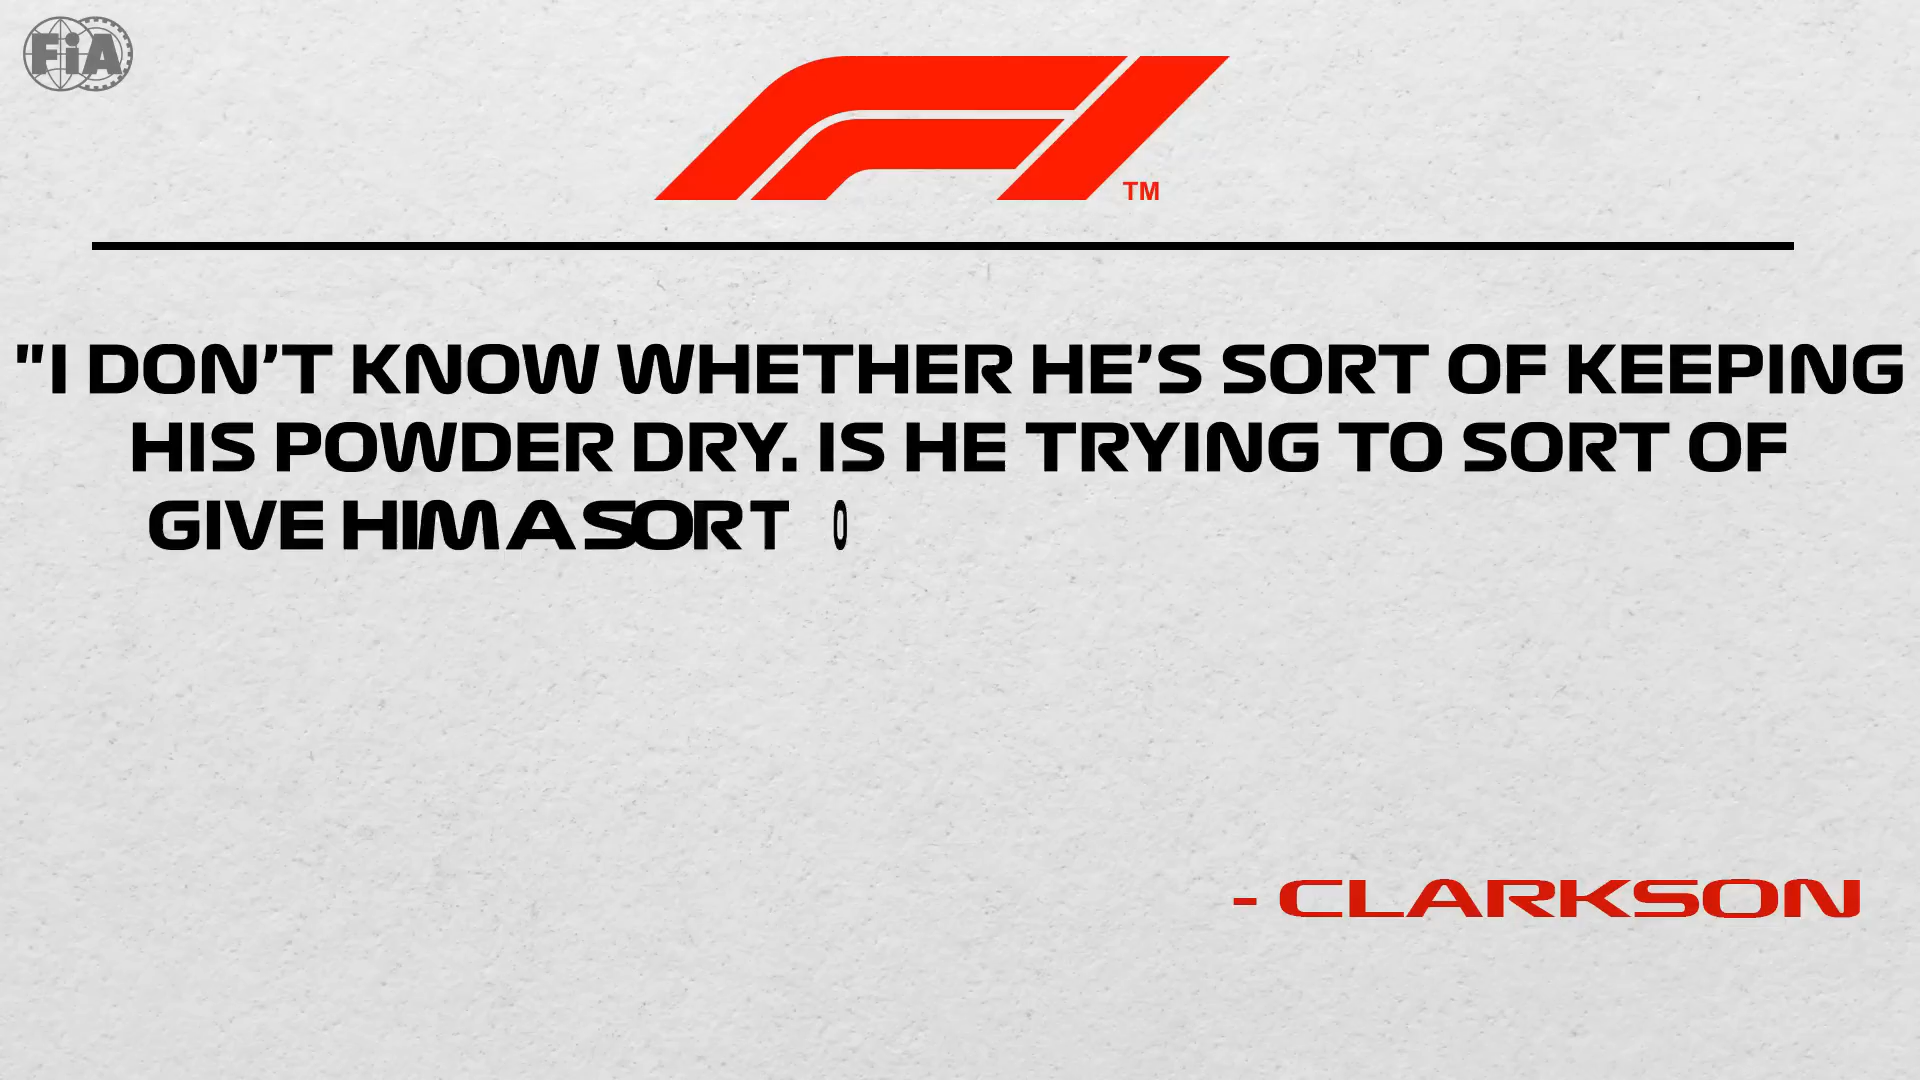 FiA
F1
TM
"I DON’T KNOW WHETHER HE’S SORT OF KEEPING
HIS POWDER DRY. IS HE TRYING TO SORT OF
GIVE HIM A SORT O
- CLARKSON